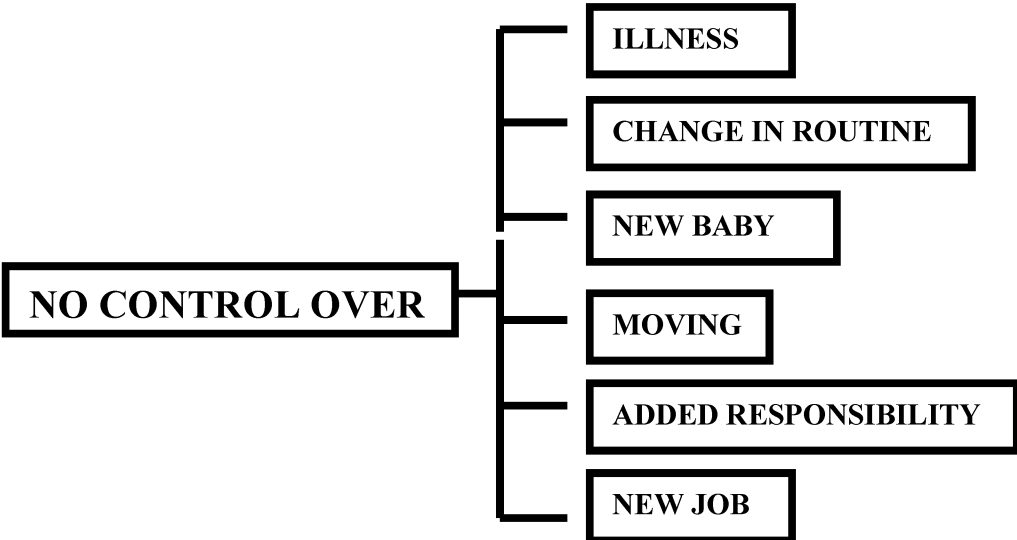 ILLNESS
CHANGE IN ROUTINE
NEW BABY
NO CONTROL OVER
MOVING
ADDED RESPONSIBILITY
NEW JOB